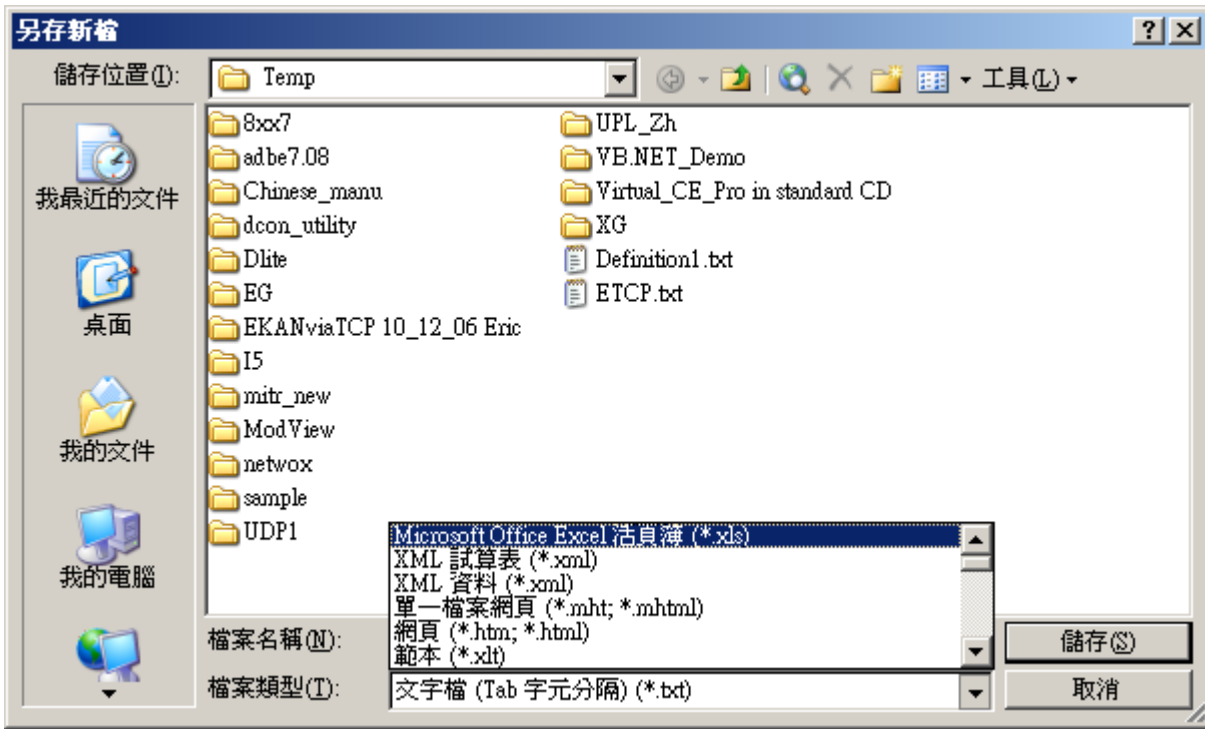 另存新檔
儲存位置(I):
Temp
工具(L)
我最近的文件
桌面
我的文件
我的電腦
8xx7
adbe7.08
Chinese_manu
dcon_utility
Dlite
EG
EKANviaTCP 10_12_06 Eric
I5
mitr_new
ModView
netwox
sample
UDP1
UPL_Zh
VB.NET_Demo
Virtual_CE_Pro in standard CD
XG
Definition1.txt
ETCP.txt
Microsoft Office Excel 活頁簿 (*.xls)
XML 試算表 (*.xml)
XML 資料 (*.xml)
單一檔案網頁 (*.mht; *.mhtml)
網頁 (*.htm; *.html)
範本 (*.xlt)
檔案名稱(N):
儲存(S)
檔案類型(T):
文字檔 (Tab 字元分隔) (*.txt)
取消